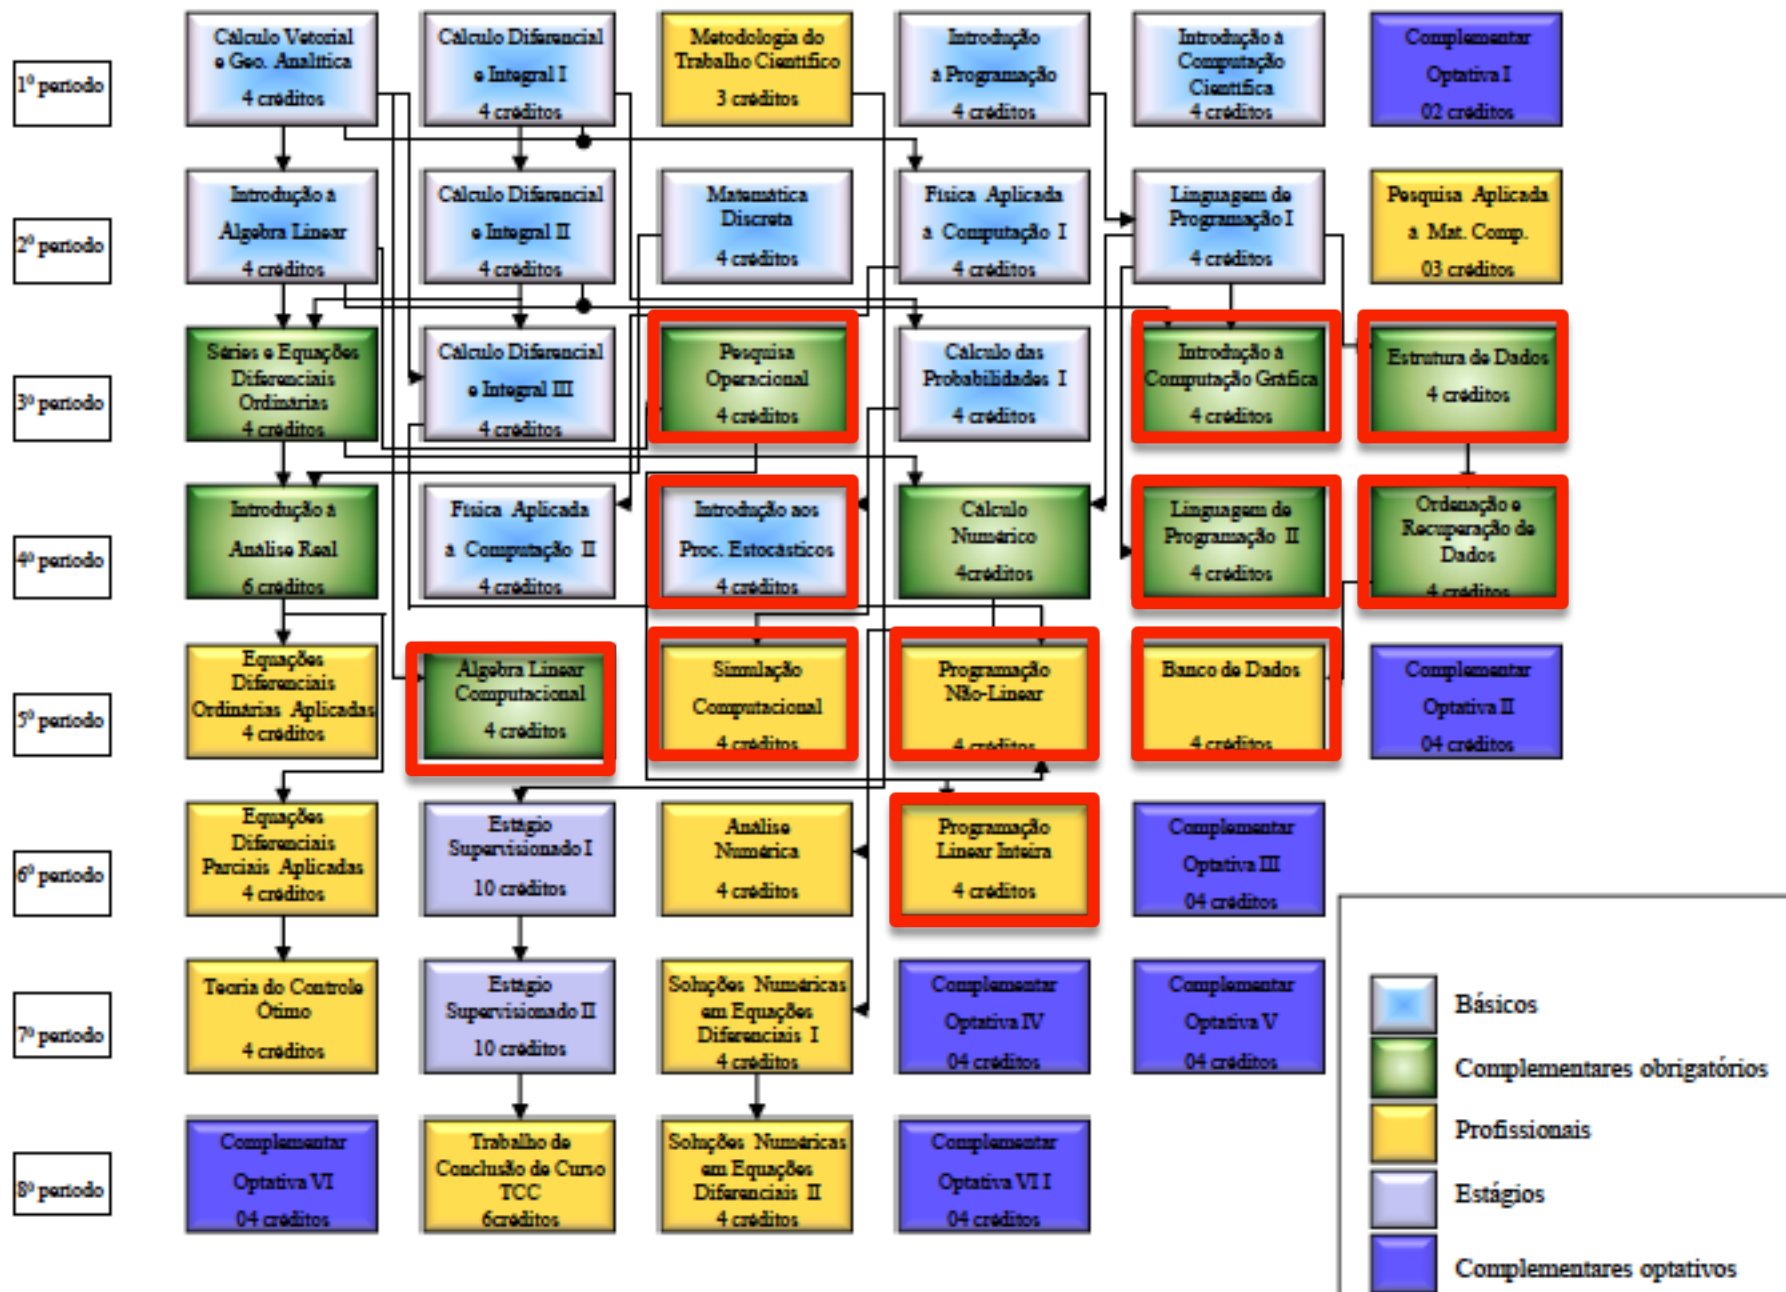 1º período
Cálculo Vetorial
e Geo. Analítica
4 créditos
Cálculo Diferencial
e Integral I
4 créditos
Metodologia do
Trabalho Científico
3 créditos
Introdução
à Programação
4 créditos
Introdução à
Computação
Científica
4 créditos
Complementar
Optativa I
02 créditos
2º período
Introdução à
Álgebra Linear
4 créditos
Cálculo Diferencial
e Integral II
4 créditos
Matemática
Discreta
4 créditos
Física Aplicada
à Computação I
4 créditos
Linguagem de
Programação I
4 créditos
Pesquisa Aplicada
à Mat. Comp.
03 créditos
3º período
Séries e Equações
Diferenciais
Ordinárias
4 créditos
Cálculo Diferencial
e Integral III
4 créditos
Pesquisa
Operacional
4 créditos
Cálculo das
Probabilidades I
4 créditos
Introdução à
Computação Gráfica
4 créditos
Estrutura de Dados
4 créditos
4º período
Introdução à
Análise Real
6 créditos
Física Aplicada
à Computação II
4 créditos
Introdução aos
Proc. Estocásticos
4 créditos
Cálculo
Numérico
4créditos
Linguagem de
Programação II
4 créditos
Ordenação e
Recuperação de
Dados
4 créditos
5º período
Equações
Diferenciais
Ordinárias Aplicadas
4 créditos
Álgebra Linear
Computacional
4 créditos
Simulação
Computacional
4 créditos
Programação
Não-Linear
4 créditos
Banco de Dados
4 créditos
Complementar
Optativa II
04 créditos
6º período
Equações
Diferenciais
Parciais Aplicadas
4 créditos
Estágio
Supervisionado I
10 créditos
Análise
Numérica
4 créditos
Programação
Linear Inteira
4 créditos
Complementar
Optativa III
04 créditos
7º período
Teoria do Controle
Ótimo
4 créditos
Estágio
Supervisionado II
10 créditos
Soluções Numéricas
em Equações
Diferenciais I
4 créditos
Complementar
Optativa IV
04 créditos
Complementar
Optativa V
04 créditos
8º período
Complementar
Optativa VI
04 créditos
Trabalho de
Conclusão de Curso
TCC
6créditos
Soluções Numéricas
em Equações
Diferenciais II
4 créditos
Complementar
Optativa VI I
04 créditos
Básicos
Complementares obrigatórios
Profissionais
Estágios
Complementares optativos